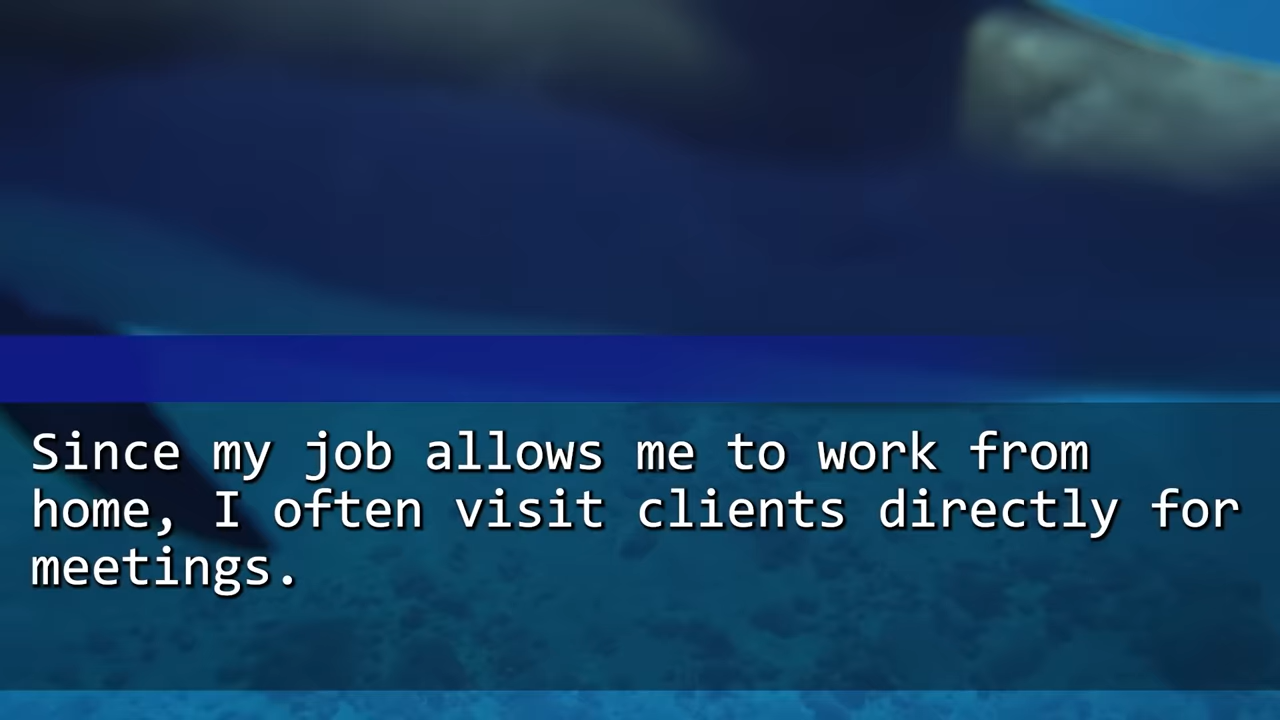 Since my job allows me to work from
home, I often visit clients directly for
meetings.